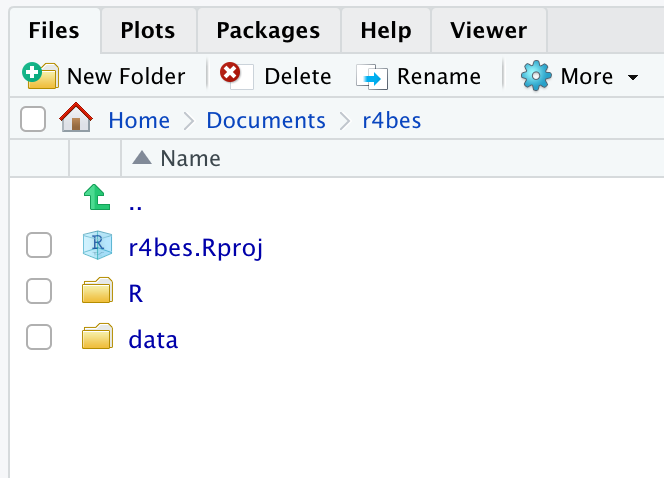 Files Plots Packages Help Viewer
New Folder Delete Rename More
Home Documents r4bes
Name
..
R r4bes.Rproj
R
data